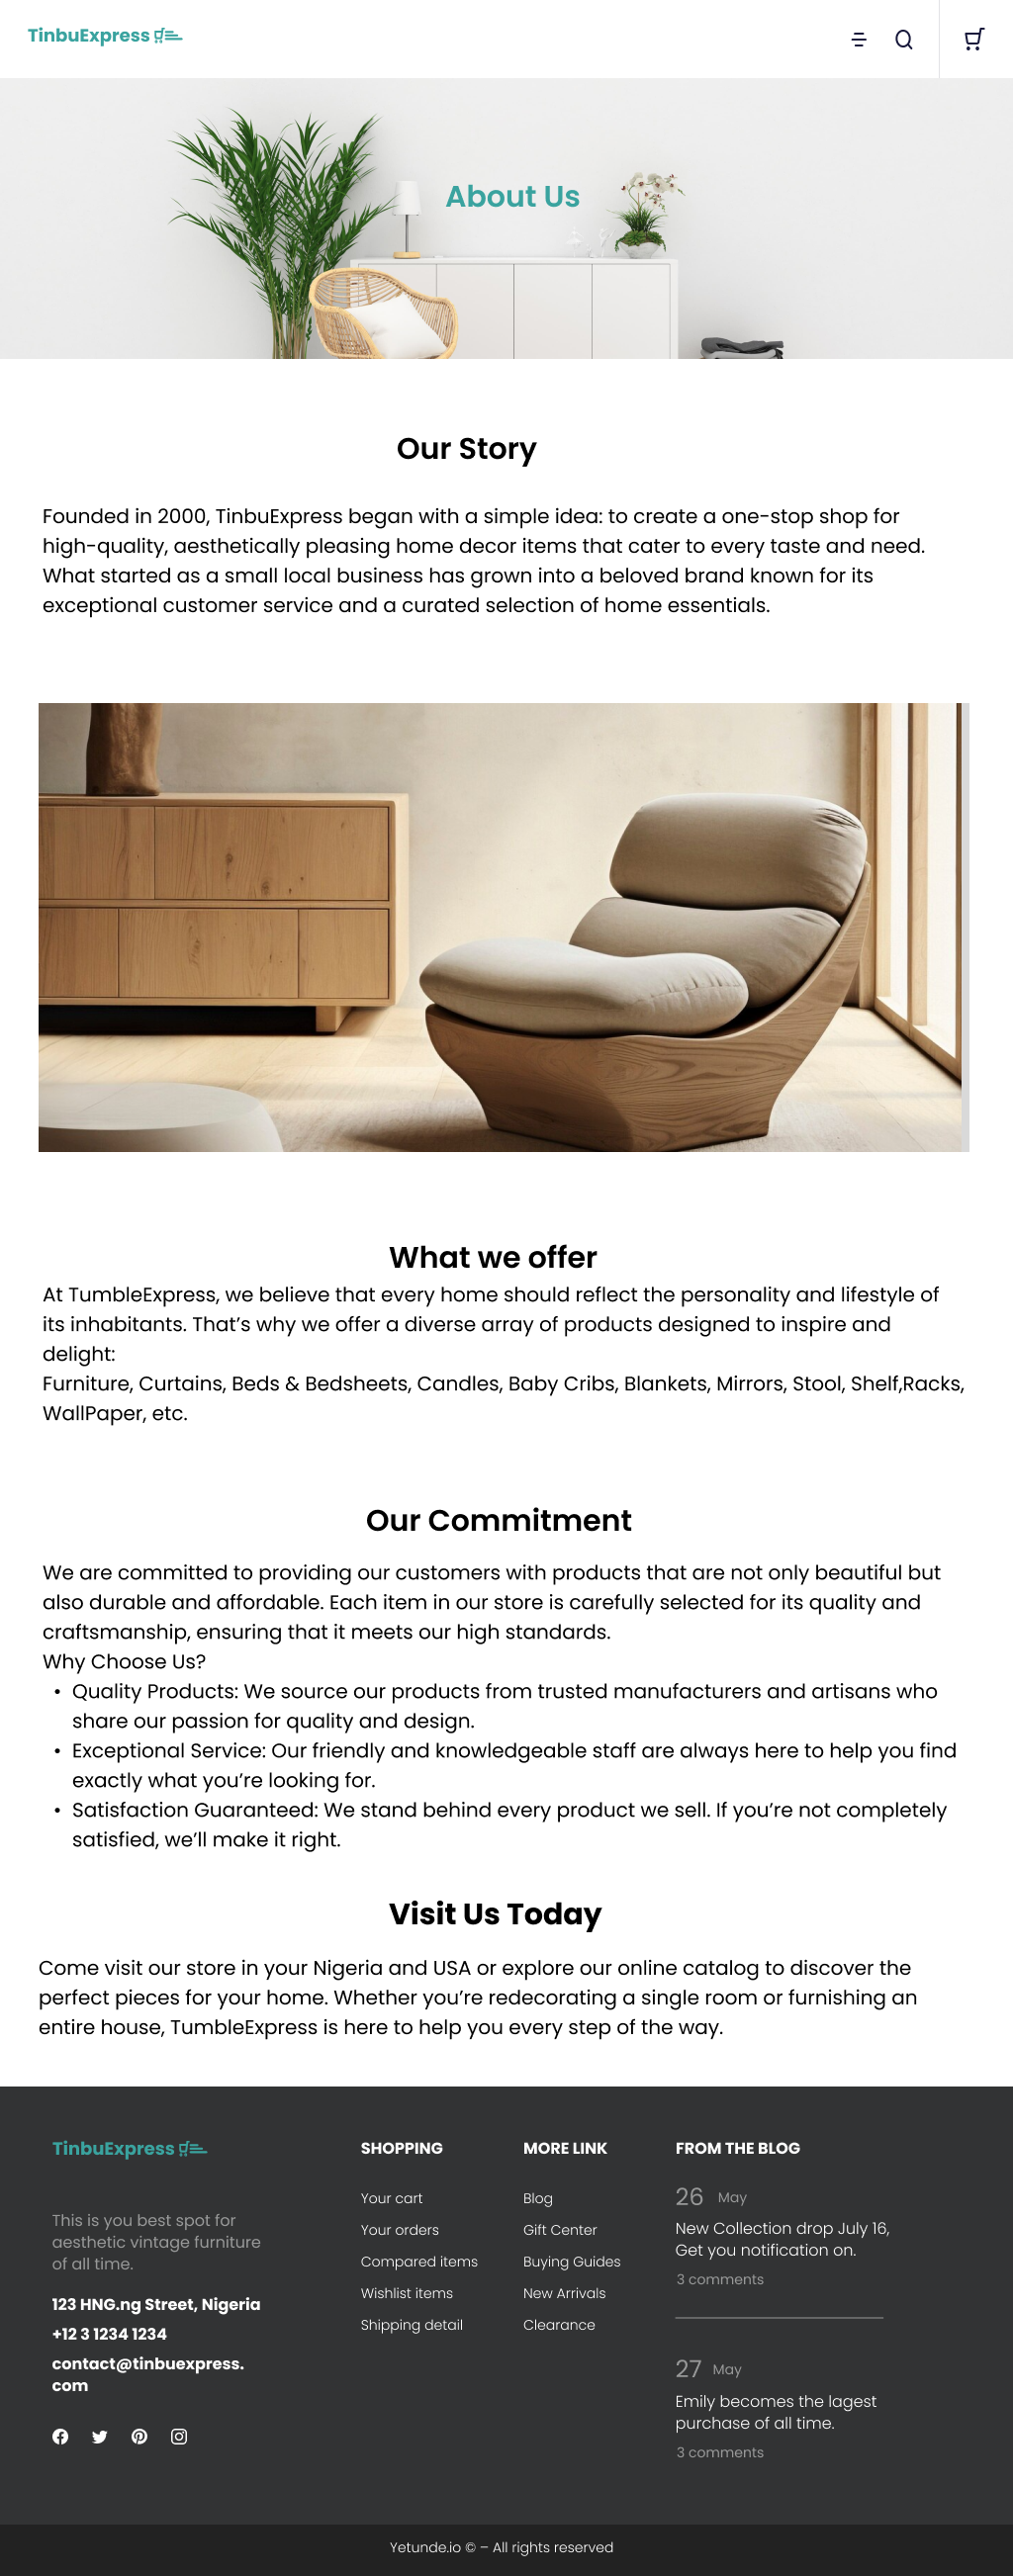 TinbuExpress
About Us
Our Story
Founded in 2000, TinbuExpress began with a simple idea: to create a one-stop shop for
high-quality, aesthetically pleasing home decor items that cater to every taste and need.
What started as a small local business has grown into a beloved brand known for its
exceptional customer service and a curated selection of home essentials.
What we offer
At TumbleExpress, we believe that every home should reflect the personality and lifestyle of
its inhabitants. That’s why we offer a diverse array of products designed to inspire and
delight:
Furniture, Curtains, Beds & Bedsheets, Candles, Baby Cribs, Blankets, Mirrors, Stool, Shelf,Racks,
WallPaper, etc.
Our Commitment
We are committed to providing our customers with products that are not only beautiful but
also durable and affordable. Each item in our store is carefully selected for its quality and
craftsmanship, ensuring that it meets our high standards.
Why Choose Us?
• Quality Products: We source our products from trusted manufacturers and artisans who
share our passion for quality and design.
• Exceptional Service: Our friendly and knowledgeable staff are always here to help you find
exactly what you’re looking for.
• Satisfaction Guaranteed: We stand behind every product we sell. If you’re not completely
satisfied, we’ll make it right.
Visit Us Today
Come visit our store in your Nigeria and USA or explore our online catalog to discover the
perfect pieces for your home. Whether you’re redecorating a single room or furnishing an
entire house, TumbleExpress is here to help you every step of the way.
TinbuExpress
This is you best spot for
aesthetic vintage furniture
of all time.
123 HNG.ng Street, Nigeria
+12 3 1234 1234
contact@tinbuexpress.
com
SHOPPING
Your cart
Your orders
Compared items
Wishlist items
Shipping detail
MORE LINK
Blog
Gift Center
Buying Guides
New Arrivals
Clearance
FROM THE BLOG
26 May
New Collection drop July 16,
Get you notification on.
3 comments
27 May
Emily becomes the lagest
purchase of all time.
3 comments
Yetunde.io © – All rights reserved